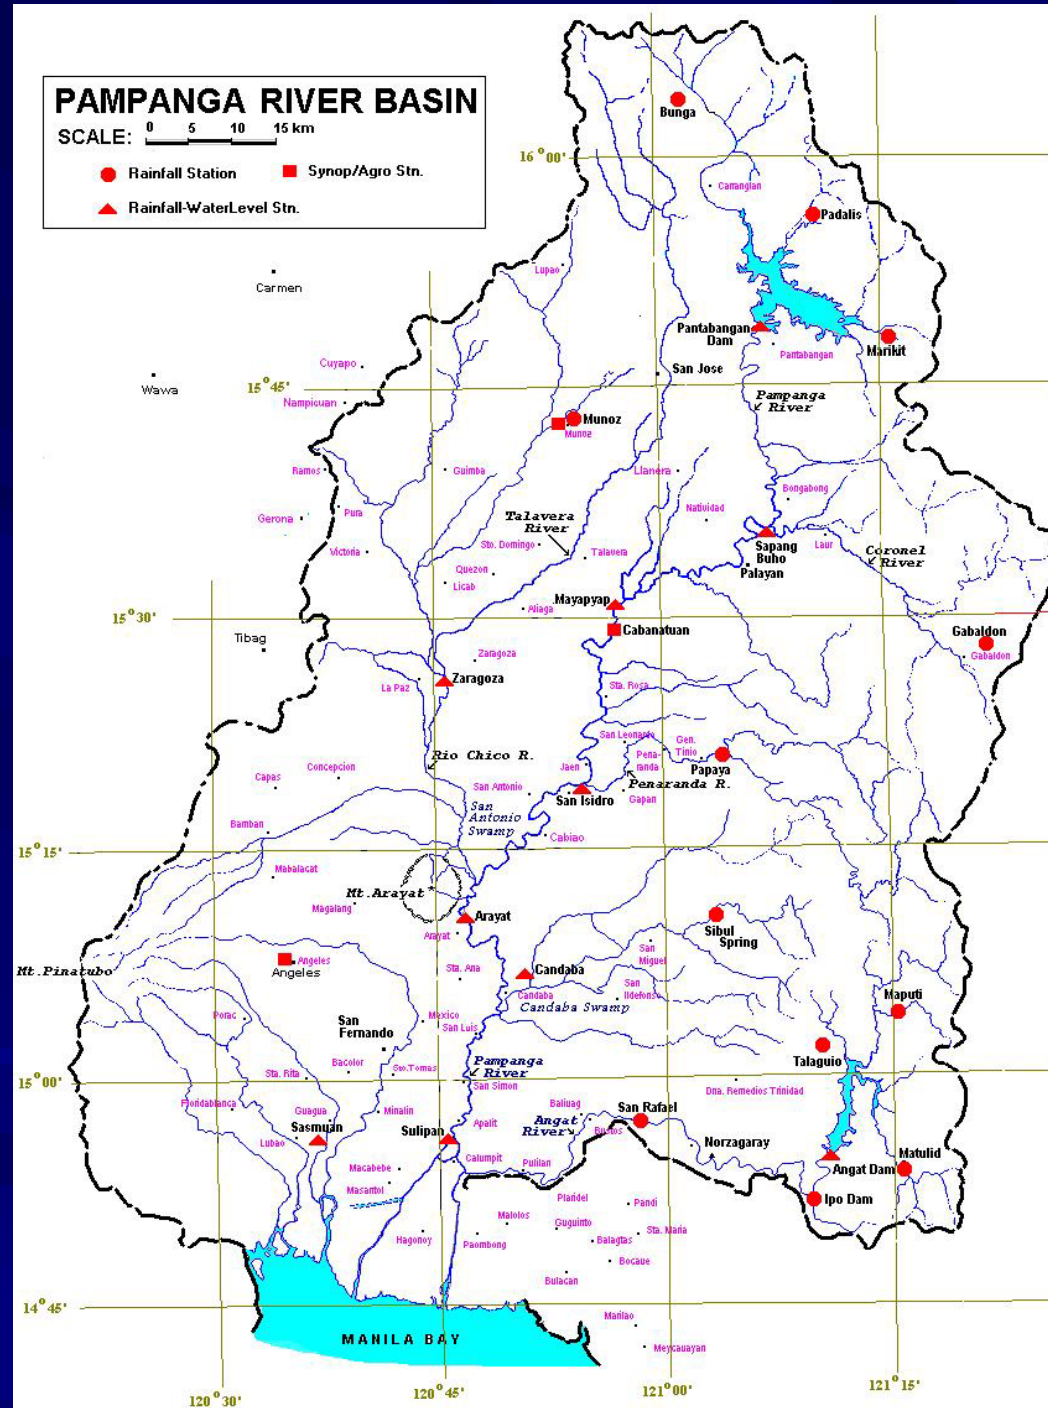 PAMPANGA RIVER BASIN
SCALE: 0 5 10 15 km
Rainfall Station
Synop/Agro Stn.
Rainfall-WaterLevel Stn.
Bunga
16°00'
Carranglan
Padalis
Lupao
Carmen
Pantabangan
Dam
Pantabangan
Marikit
Cuyapo
San Jose
Wawa
15°45'
Nampicuan
Pampanga
River
Munoz
Munoz
Ramos
Guimba
Llanera
Bongabong
Natividad
Gerona
Pura
Talavera
River
Victoria
Sto. Domingo
Talavera
Sapang
Buho
Laur
Coronel
River
Palayan
Quezon
Licab
Mayapyap
Aliaga
15°30'
Cabanatuan
Tibag
Gabaldon
Gabaldon
Zaragoza
La Paz
Zaragoza
Sta. Rosa
San Leonardo
Gen.
Tinio
Pena-
randa
Papaya
Rio Chico R.
Jaen
Penaranda R.
Concepcion
Capas
San Antonio
San Isidro
Gapan
San
Antonio
Swamp
Bamban
Cabiao
15°15'
Mabalacat
Mt.Arayat
Magalang
Arayat
Arayat
Sibul
Spring
San
Miguel
Mt.Pinatubo
Angeles
Angeles
Sta. Ana
Candaba
Candaba
San
Ildefonso
Candaba Swamp
Maputi
Porac
San
Fernando
Mexico
San Luis
Talaguio
Bacolor
Sto.Tomas
Pampanga
River
15°00'
Sta. Rita
San Simon
Dna. Remedios Trinidad
Floridablanca
Guagua
Minalin
Baliuag
San Rafael
Sasmuan
Sulipan
Apalit
Angat
River
Bustos
Lubao
Norzagaray
Matulid
Macabebe
Calumpit
Pulilan
Angat Dam
Masantol
Ipo Dam
Plaridel
Pandi
Malolos
Guguinto
Sta. Maria
Hagonoy
Paombong
Balagtas
Bocaue
Bulacan
14°45'
Marilao
MANILA BAY
Meycauayan
120°30'
120°45'
121°00'
121°15'